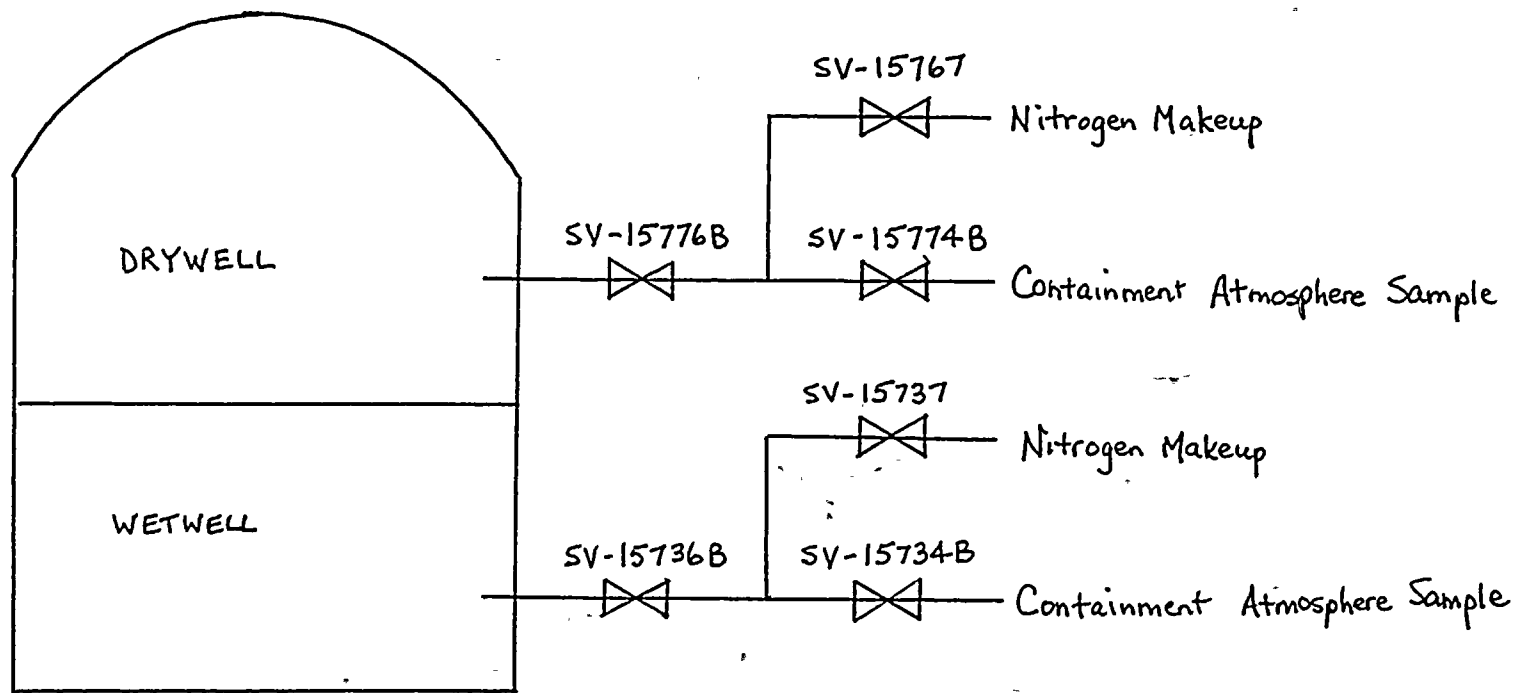 SV-15767
Nitrogen Makeup
SV-15776B
SV-15774B
DRYWELL
Containment Atmosphere Sample
SV-15737
Nitrogen Makeup
WETWELL
SV-15736B
SV-15734B
Containment Atmosphere Sample